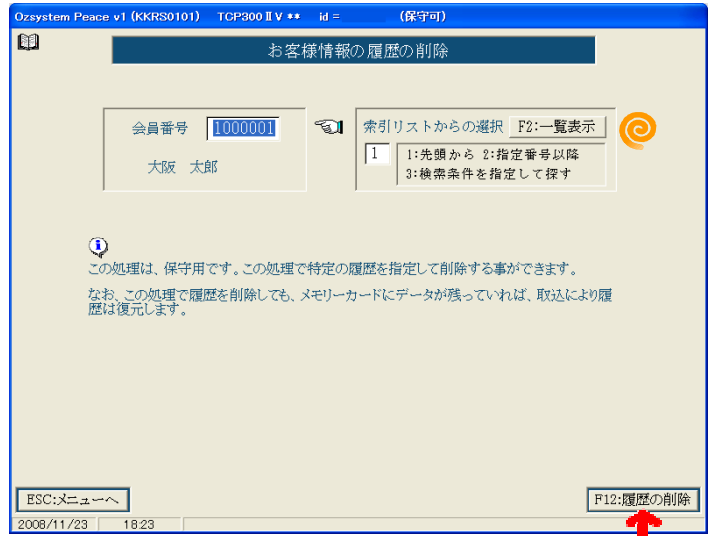 Ozsystem Peace v1 (KKRS0101) TCP300ⅡV ** id = (保守可)
お客様情報の履歴の削除
会員番号 1000001
大阪 太郎
索引リストからの選択 F2:一覧表示
1 1:先頭から 2:指定番号以降
3:検索条件を指定して探す
この処理は、保守用です。この処理で特定の履歴を指定して削除する事ができます。
なお、この処理で履歴を削除しても、メモリーカードにデータが残っていれば、取込により履
歴は復元します。
ESC:メニューへ
F12:履歴の削除
2008/11/23 18:23